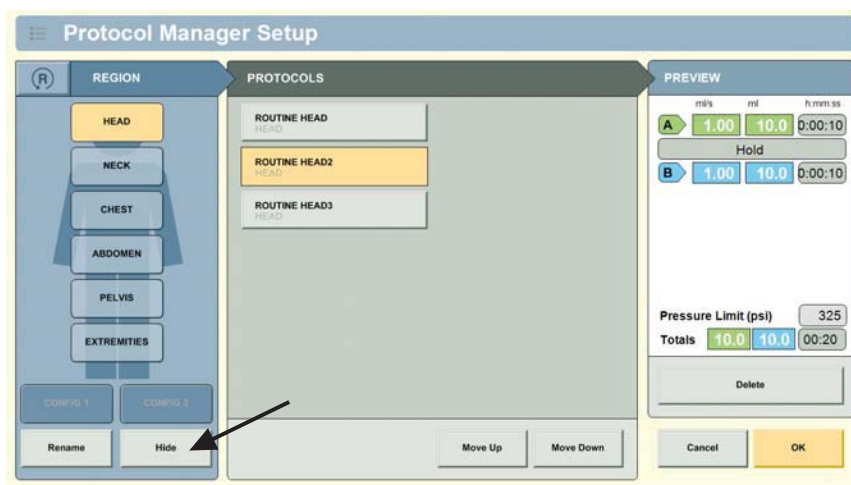 Protocol Manager Setup
R
REGION
HEAD
NECK
CHEST
ABDOMEN
PELVIS
EXTREMITIES
CONFIG 1
CONFIG 2
Rename
Hide
PROTOCOLS
ROUTINE HEAD
HEAD
ROUTINE HEAD2
HEAD
ROUTINE HEAD3
HEAD
Move Up
Move Down
PREVIEW
ml/s ml h:mm:ss
A 1.00 10.0 0:00:10
Hold
B 1.00 10.0 0:00:10
Pressure Limit (psi) 325
Totals 10.0 10.0 00:20
Delete
Cancel
OK